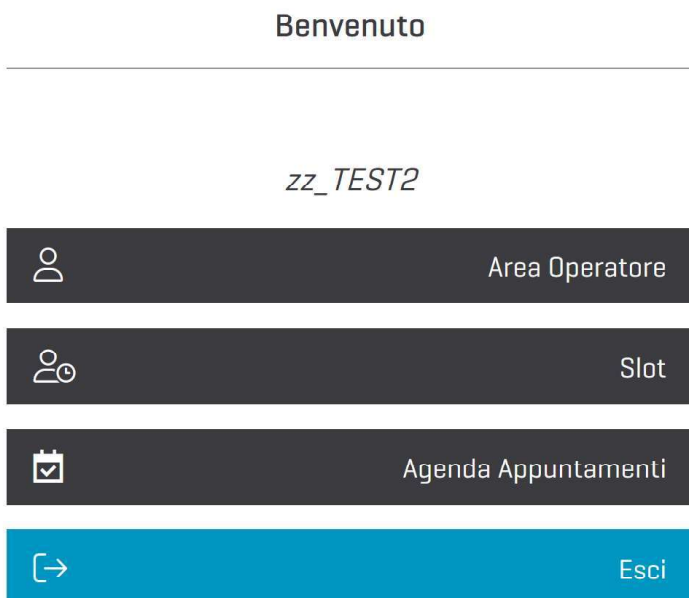 Benvenuto
zz_TEST2
Area Operatore
Slot
Agenda Appuntamenti
Esci